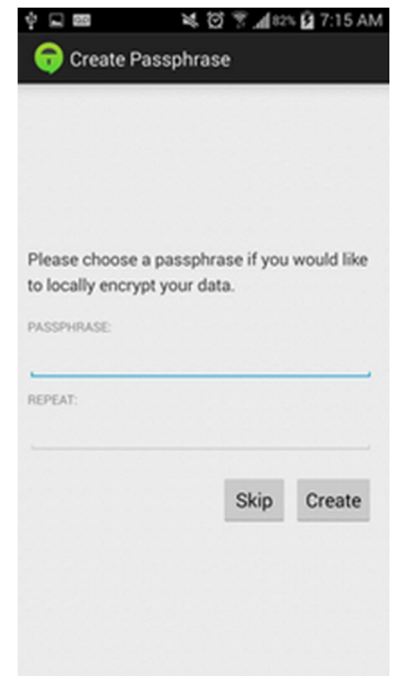 82% 7:15 AM
Create Passphrase
Please choose a passphrase if you would like
to locally encrypt your data.
PASSPHRASE:
REPEAT:
Skip Create